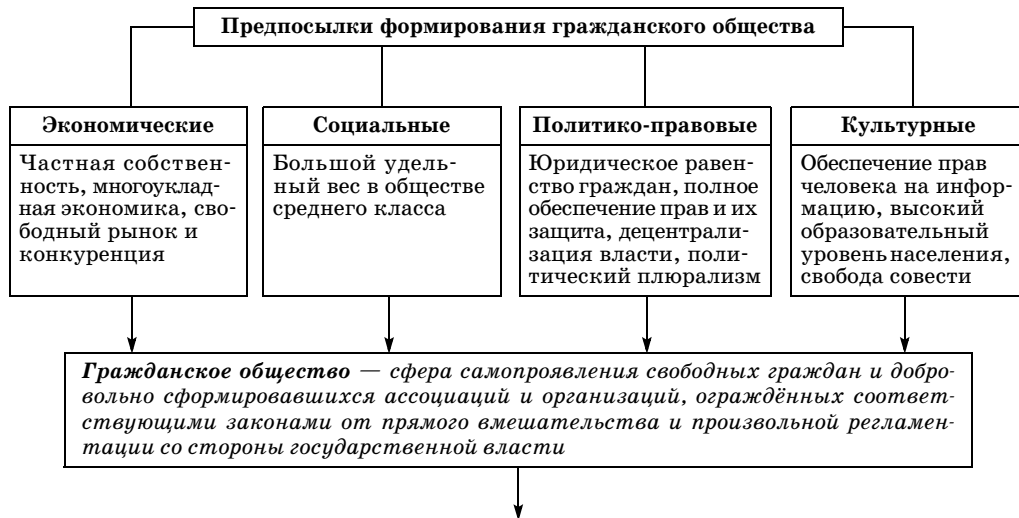 Предпосылки формирования гражданского общества
Экономические
Частная собствен-
ность, многоуклад-
ная экономика, сво-
бодный рынок и
конкуренция
Социальные
Большой удель-
ный вес в обществе
среднего класса
Политико-правовые
Юридическое равен-
ство граждан, полное
обеспечение прав и их
защита, децентрали-
зация власти, поли-
тический плюрализм
Культурные
Обеспечение прав
человека на инфор-
мацию, высокий
образовательный
уровень населения,
свобода совести
Гражданское общество — сфера самопроявления свободных граждан и добро-
вольно сформировавшихся ассоциаций и организаций, ограждённых соответ-
ствующими законами от прямого вмешательства и произвольной регламен-
тации со стороны государственной власти